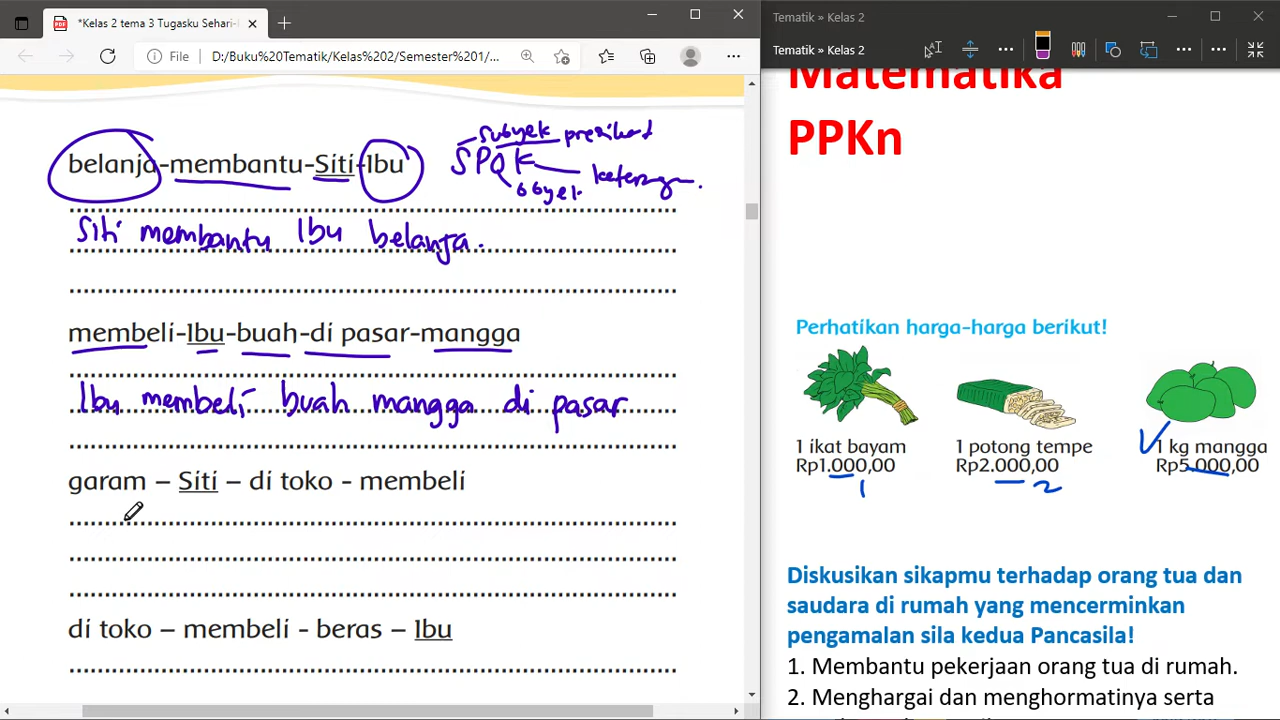 *Kelas 2 tema 3 Tugasku Sehari-
File
D:/Buku%20Tematik/Kelas%202/Semester%201/...
belanja-membantu-Siti-Ibu
subyek predikat
SPOK
keterangan.
obyek.
Siti membantu Ibu belanja.
membeli-Ibu-buah-di pasar-mangga
Ibu membeli buah mangga di pasar
garam – Siti – di toko - membeli
di toko – membeli - beras – Ibu
Tematik » Kelas 2
Tematik » Kelas 2
Matematika
PPKn
Perhatikan harga-harga berikut!
1 ikat bayam
Rp1.000,00
1
1 potong tempe
Rp2.000,00
2
1 kg mangga
Rp5.000,00
Diskusikan sikapmu terhadap orang tua dan
saudara di rumah yang mencerminkan
pengamalan sila kedua Pancasila!
1. Membantu pekerjaan orang tua di rumah.
2. Menghargai dan menghormatinya serta